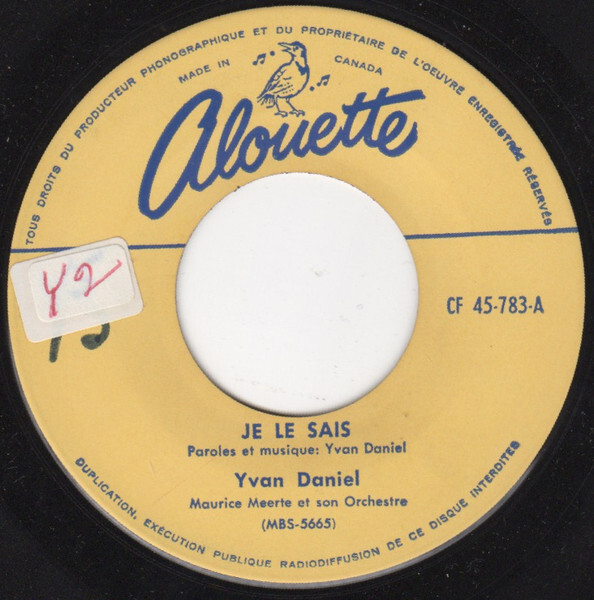 TOUS DROITS DU PRODUCTEUR PHONOGRAPHIQUE ET DU PROPRIÉTAIRE DE L'OEUVRE ENREGISTRÉE RÉSERVÉS
MADE IN CANADA
Alouette
Y2
CF 45-783-A
JE LE SAIS
Paroles et musique: Yvan Daniel
Yvan Daniel
Maurice Meerte et son Orchestre
(MBS-5665)
DUPLICATION, EXÉCUTION PUBLIQUE RADIODIFFUSION DE CE DISQUE INTERDITES